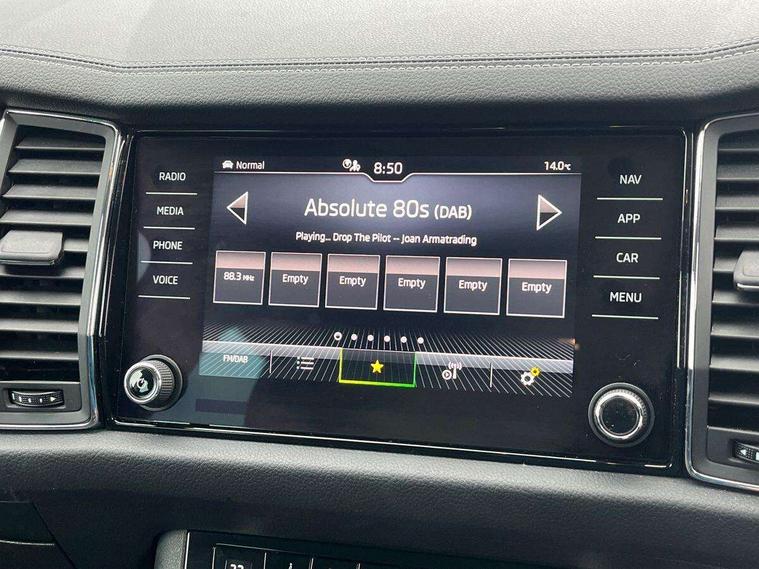 Normal
8:50
14.0°C
RADIO
MEDIA
PHONE
VOICE
Absolute 80s (DAB)
Playing... Drop The Pilot -- Joan Armatrading
88.3 MHz
Empty
Empty
Empty
Empty
Empty
FM/DAB
NAV
APP
CAR
MENU